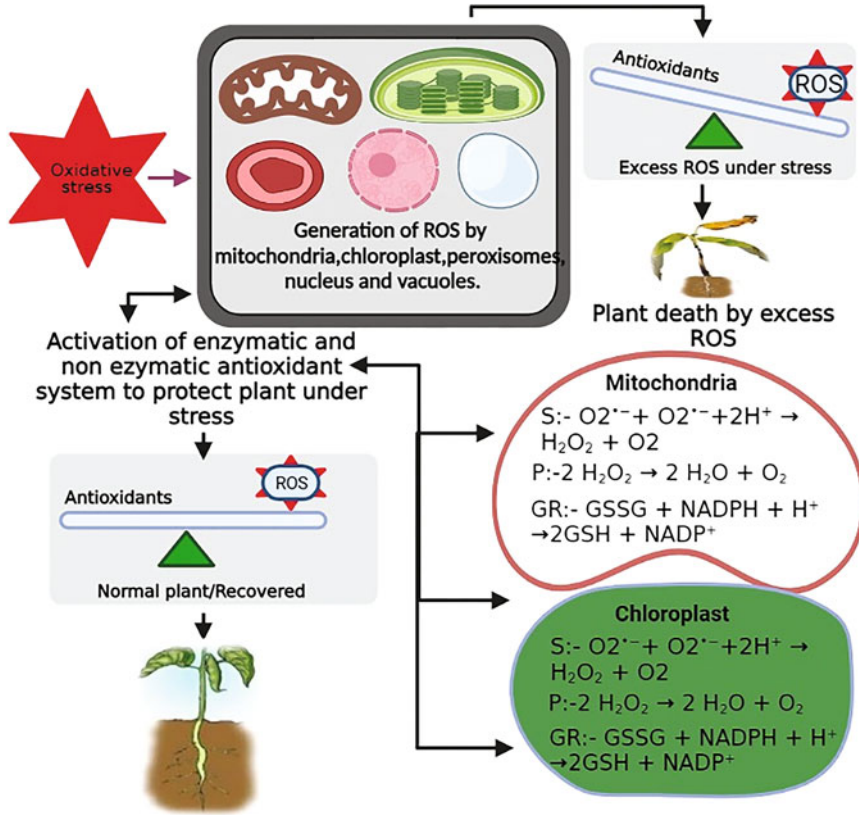 Oxidative
stress
Generation of ROS by
mitochondria,chloroplast,peroxisomes,
nucleus and vacuoles.
Antioxidants
ROS
Excess ROS under stress
Plant death by excess
ROS
Activation of enzymatic and
non ezymatic antioxidant
system to protect plant under
stress
Antioxidants
ROS
Normal plant/Recovered
Mitochondria
S:- O2•⁻+ O2•⁻+2H⁺ →
H₂O₂ + O2
P:-2 H₂O₂ → 2 H₂O + O₂
GR:- GSSG + NADPH + H⁺
→2GSH + NADP⁺
Chloroplast
S:- O2•⁻+ O2•⁻+2H⁺ →
H₂O₂ + O2
P:-2 H₂O₂ → 2 H₂O + O₂
GR:- GSSG + NADPH + H⁺
→2GSH + NADP⁺